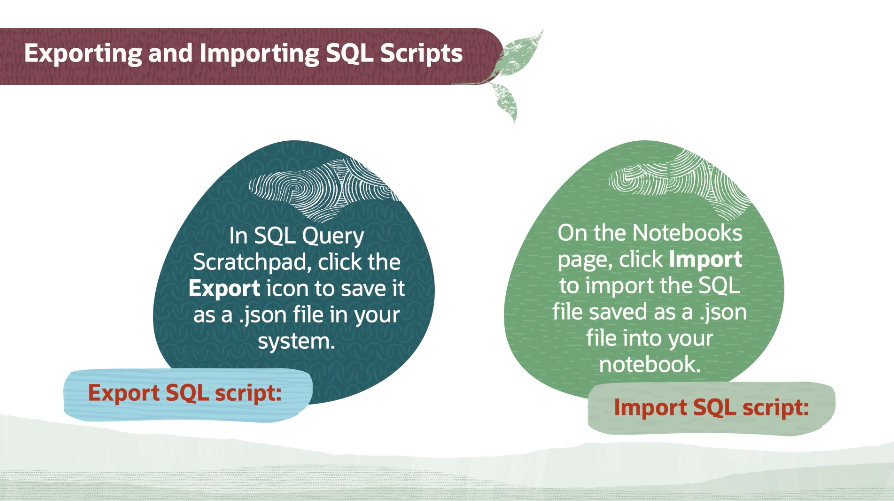 Exporting and Importing SQL Scripts
In SQL Query
Scratchpad, click the
Export icon to save it
as a .json file in your
system.
Export SQL script:
On the Notebooks
page, click Import
to import the SQL
file saved as a .json
file into your
notebook.
Import SQL script: